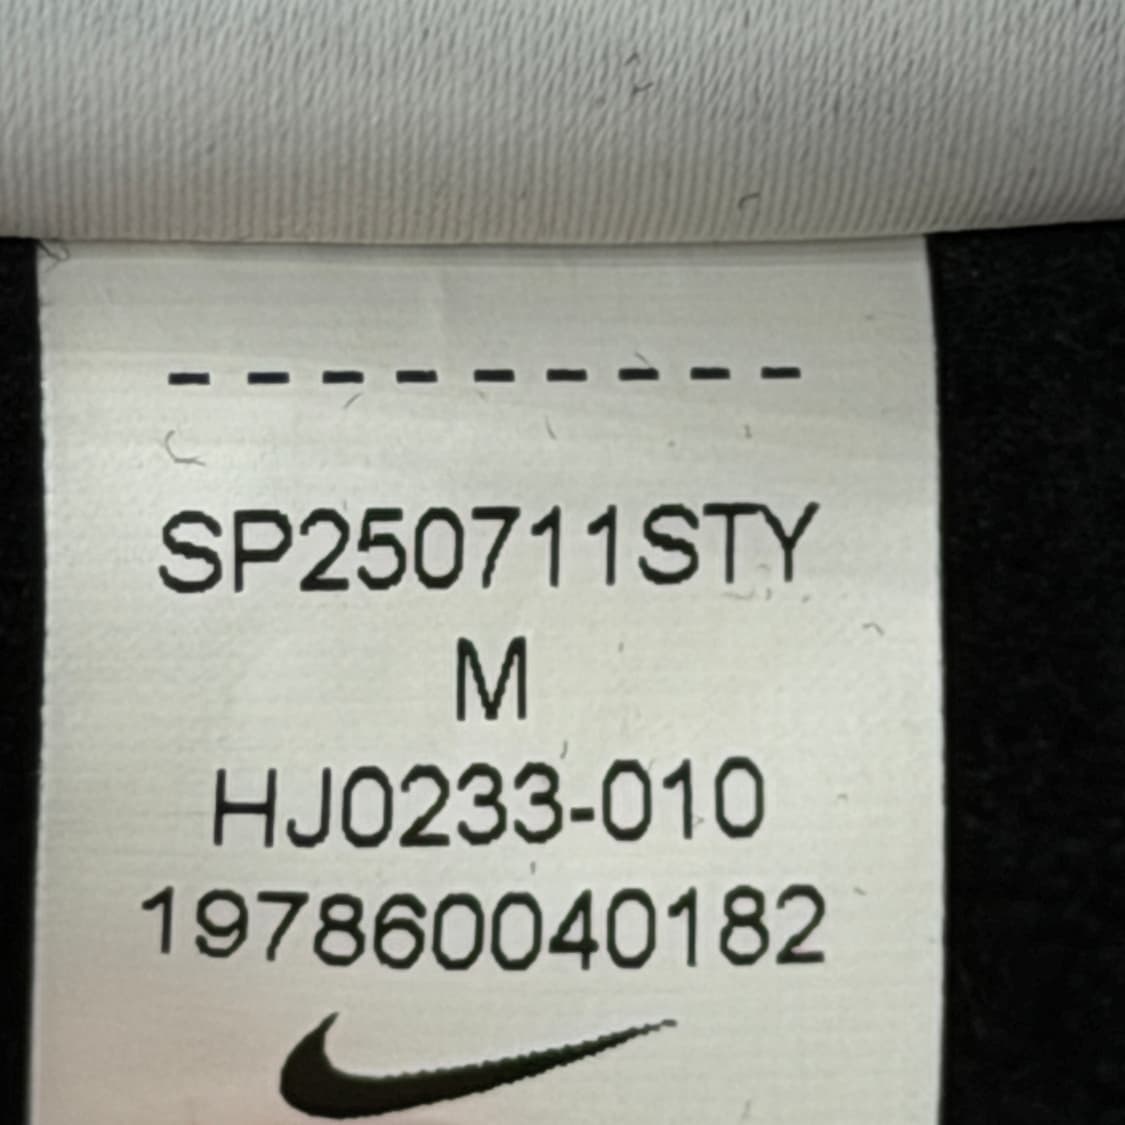 - - - - - - - - -
SP250711STY
M
HJ0233-010
197860040182